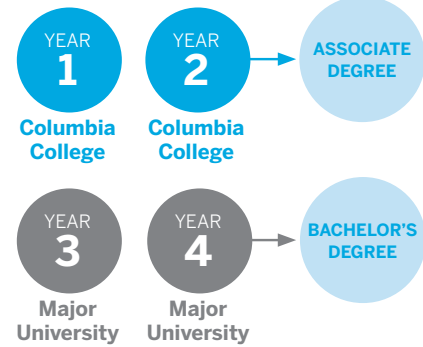 YEAR
1
YEAR
2
ASSOCIATE
DEGREE
Columbia
College
Columbia
College
YEAR
3
YEAR
4
BACHELOR'S
DEGREE
Major
University
Major
University